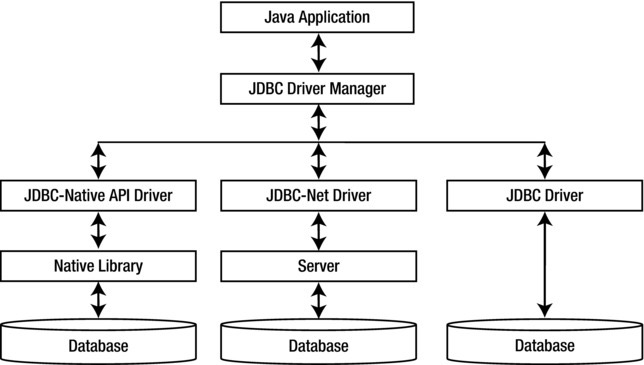 Java Application
JDBC Driver Manager
JDBC-Native API Driver
JDBC-Net Driver
JDBC Driver
Native Library
Server
Database
Database
Database